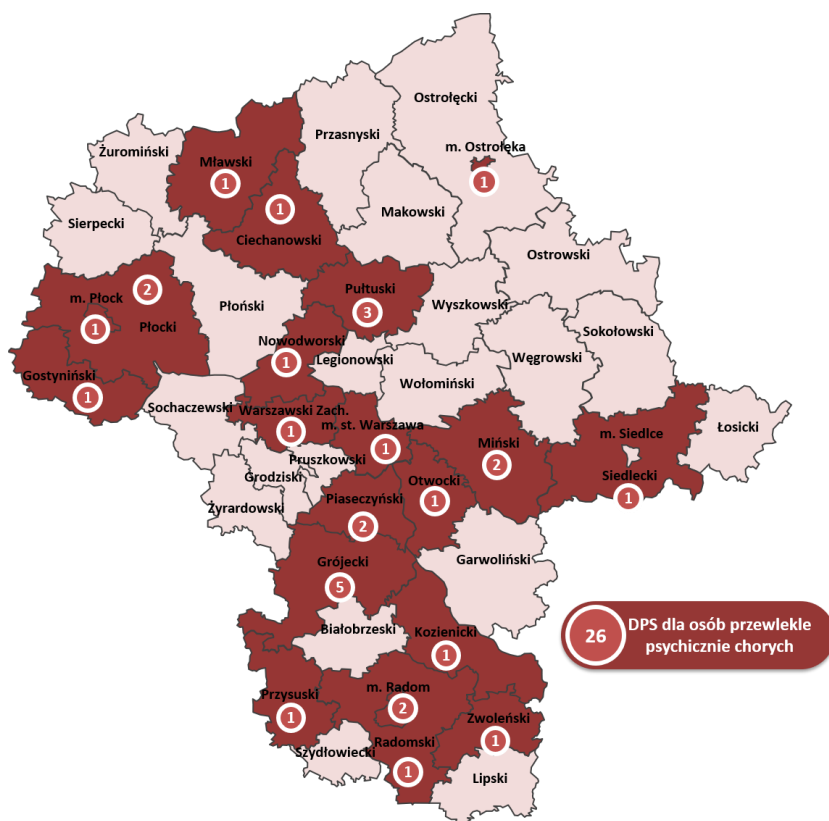 Ostrołęcki
Przasnyski
m. Ostrołęka
1
Żuromiński
Mławski
1
1
Ciechanowski
Makowski
Sierpecki
Ostrowski
m. Płock
2
1
Płocki
Płoński
Pułtuski
3
Wyszkowski
Nowodworski
1
Legionowski
Sokołowski
Węgrowski
Gostyniński
1
Wołomiński
Sochaczewski
Warszawski Zach.
1
m. st. Warszawa
1
Miński
2
m. Siedlce
Łosicki
Siedlecki
1
Pruszkowski
Grodziski
Żyrardowski
Otwocki
1
Piaseczyński
2
Garwoliński
Grójecki
5
Białobrzeski
Kozienicki
1
26
DPS dla osób przewlekle
psychicznie chorych
Przysuski
1
m. Radom
2
Zwoleński
1
Szydłowiecki
Radomski
1
Lipski